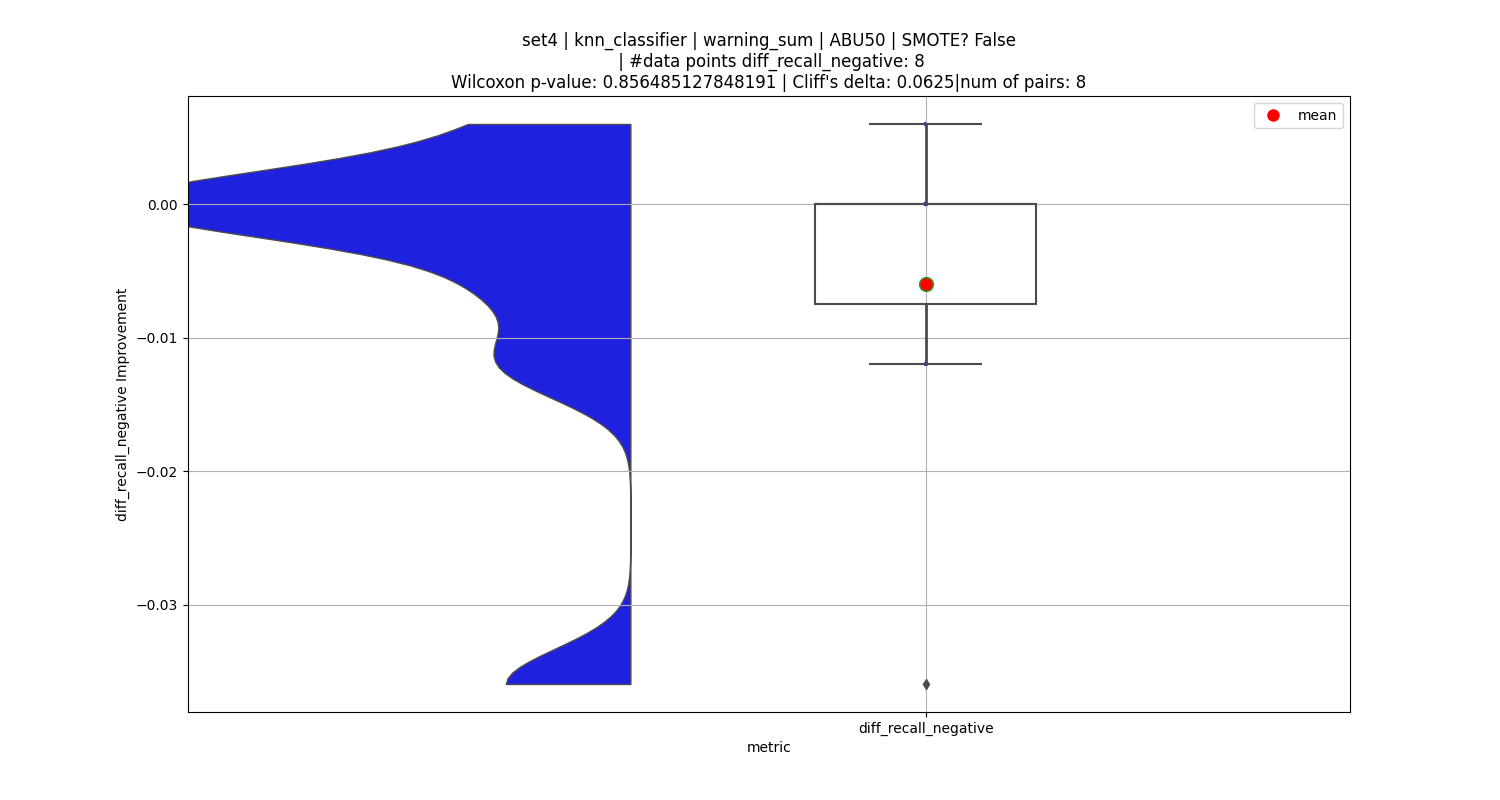 set4 | knn_classifier | warning_sum | ABU50 | SMOTE? False
| #data points diff_recall_negative: 8
Wilcoxon p-value: 0.856485127848191 | Cliff's delta: 0.0625|num of pairs: 8
mean
0.00
−0.01
−0.02
−0.03
diff_recall_negative Improvement
diff_recall_negative
metric